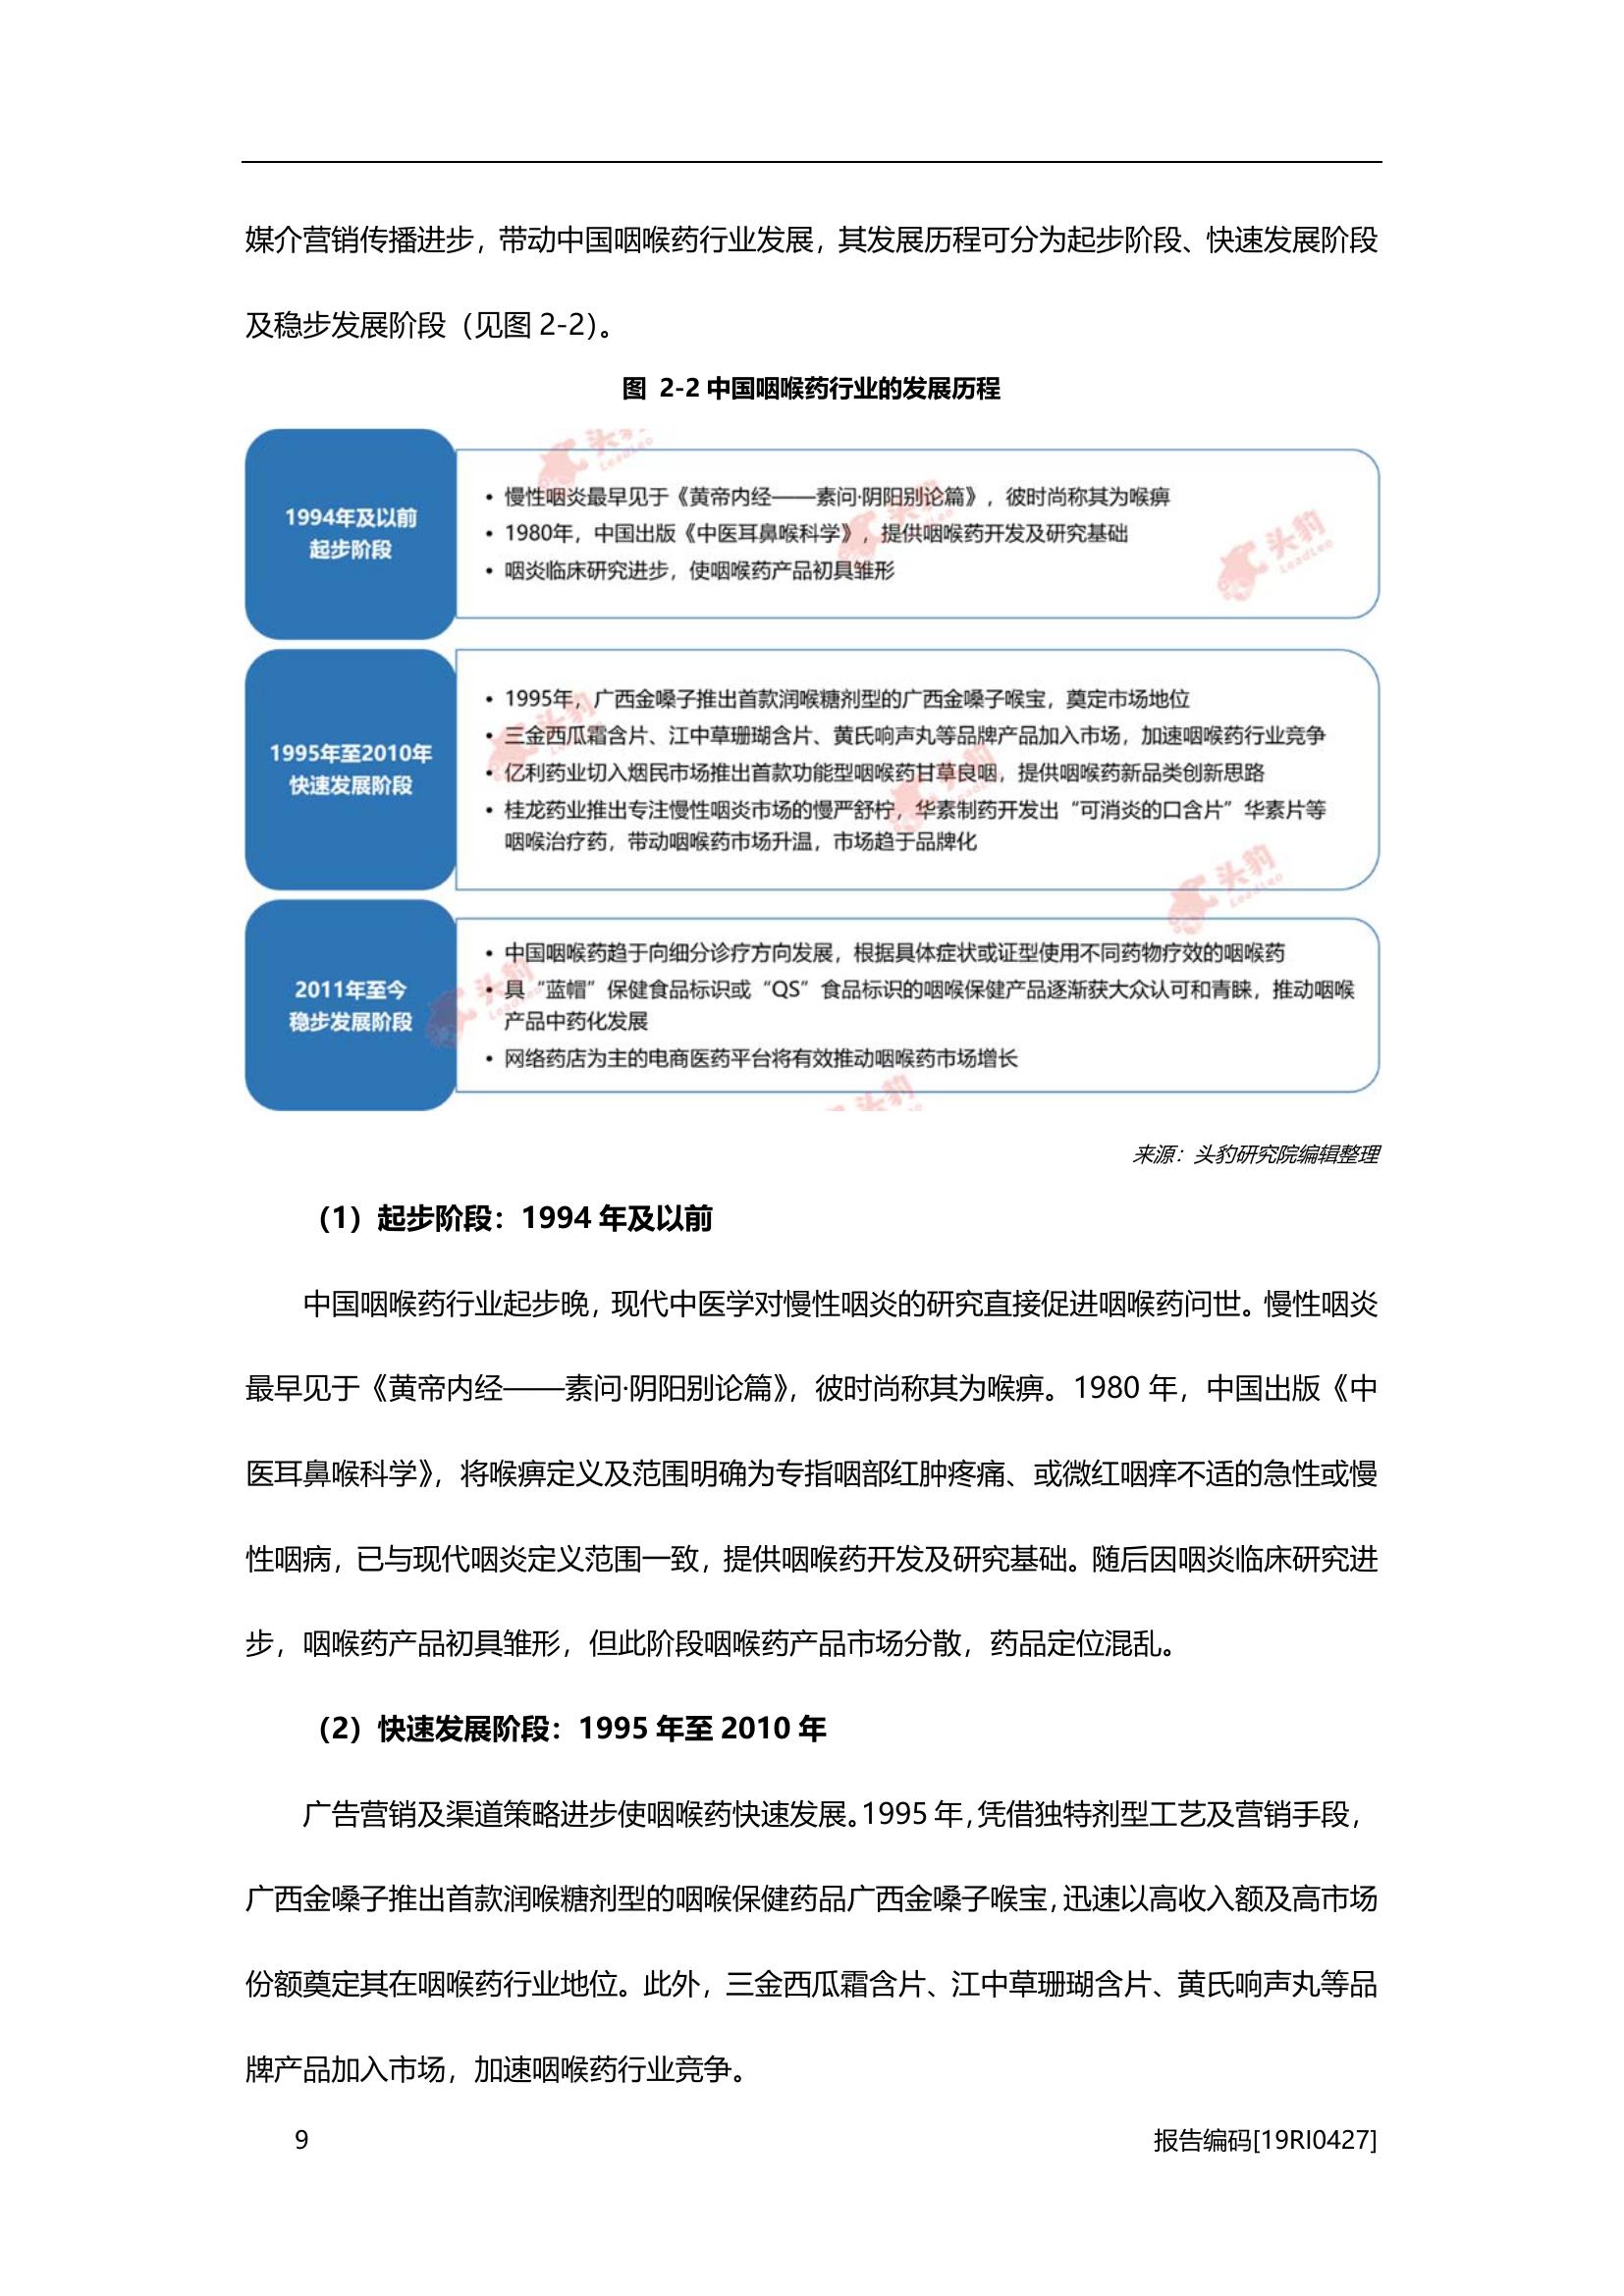 媒介营销传播进步，带动中国咽喉药行业发展，其发展历程可分为起步阶段、快速发展阶段
及稳步发展阶段（见图 2-2）。
图 2-2 中国咽喉药行业的发展历程
1994年及以前
起步阶段
• 慢性咽炎最早见于《黄帝内经——素问·阴阳别论篇》，彼时尚称其为喉痹
• 1980年，中国出版《中医耳鼻喉科学》，提供咽喉药开发及研究基础
• 咽炎临床研究进步，使咽喉药产品初具雏形
1995年至2010年
快速发展阶段
• 1995年，广西金嗓子推出首款润喉糖剂型的广西金嗓子喉宝，奠定市场地位
• 三金西瓜霜含片、江中草珊瑚含片、黄氏响声丸等品牌产品加入市场，加速咽喉药行业竞争
• 亿利药业切入烟民市场推出首款功能型咽喉药甘草良咽，提供咽喉药新品类创新思路
• 桂龙药业推出专注慢性咽炎市场的慢严舒柠，华素制药开发出“可消炎的口含片”华素片等
咽喉治疗药，带动咽喉药市场升温，市场趋于品牌化
2011年至今
稳步发展阶段
• 中国咽喉药趋于向细分诊疗方向发展，根据具体症状或证型使用不同药物疗效的咽喉药
• 具“蓝帽”保健食品标识或“QS”食品标识的咽喉保健产品逐渐获大众认可和青睐，推动咽喉
产品中药化发展
• 网络药店为主的电商医药平台将有效推动咽喉药市场增长
头豹
LeadLeo
来源：头豹研究院编辑整理
（1）起步阶段：1994 年及以前
中国咽喉药行业起步晚，现代中医学对慢性咽炎的研究直接促进咽喉药问世。慢性咽炎
最早见于《黄帝内经——素问·阴阳别论篇》，彼时尚称其为喉痹。1980 年，中国出版《中
医耳鼻喉科学》，将喉痹定义及范围明确为专指咽部红肿疼痛、或微红咽痒不适的急性或慢
性咽病，已与现代咽炎定义范围一致，提供咽喉药开发及研究基础。随后因咽炎临床研究进
步，咽喉药产品初具雏形，但此阶段咽喉药产品市场分散，药品定位混乱。
（2）快速发展阶段：1995 年至 2010 年
广告营销及渠道策略进步使咽喉药快速发展。1995 年，凭借独特剂型工艺及营销手段，
广西金嗓子推出首款润喉糖剂型的咽喉保健药品广西金嗓子喉宝，迅速以高收入额及高市场
份额奠定其在咽喉药行业地位。此外，三金西瓜霜含片、江中草珊瑚含片、黄氏响声丸等品
牌产品加入市场，加速咽喉药行业竞争。
9
报告编码[19RI0427]